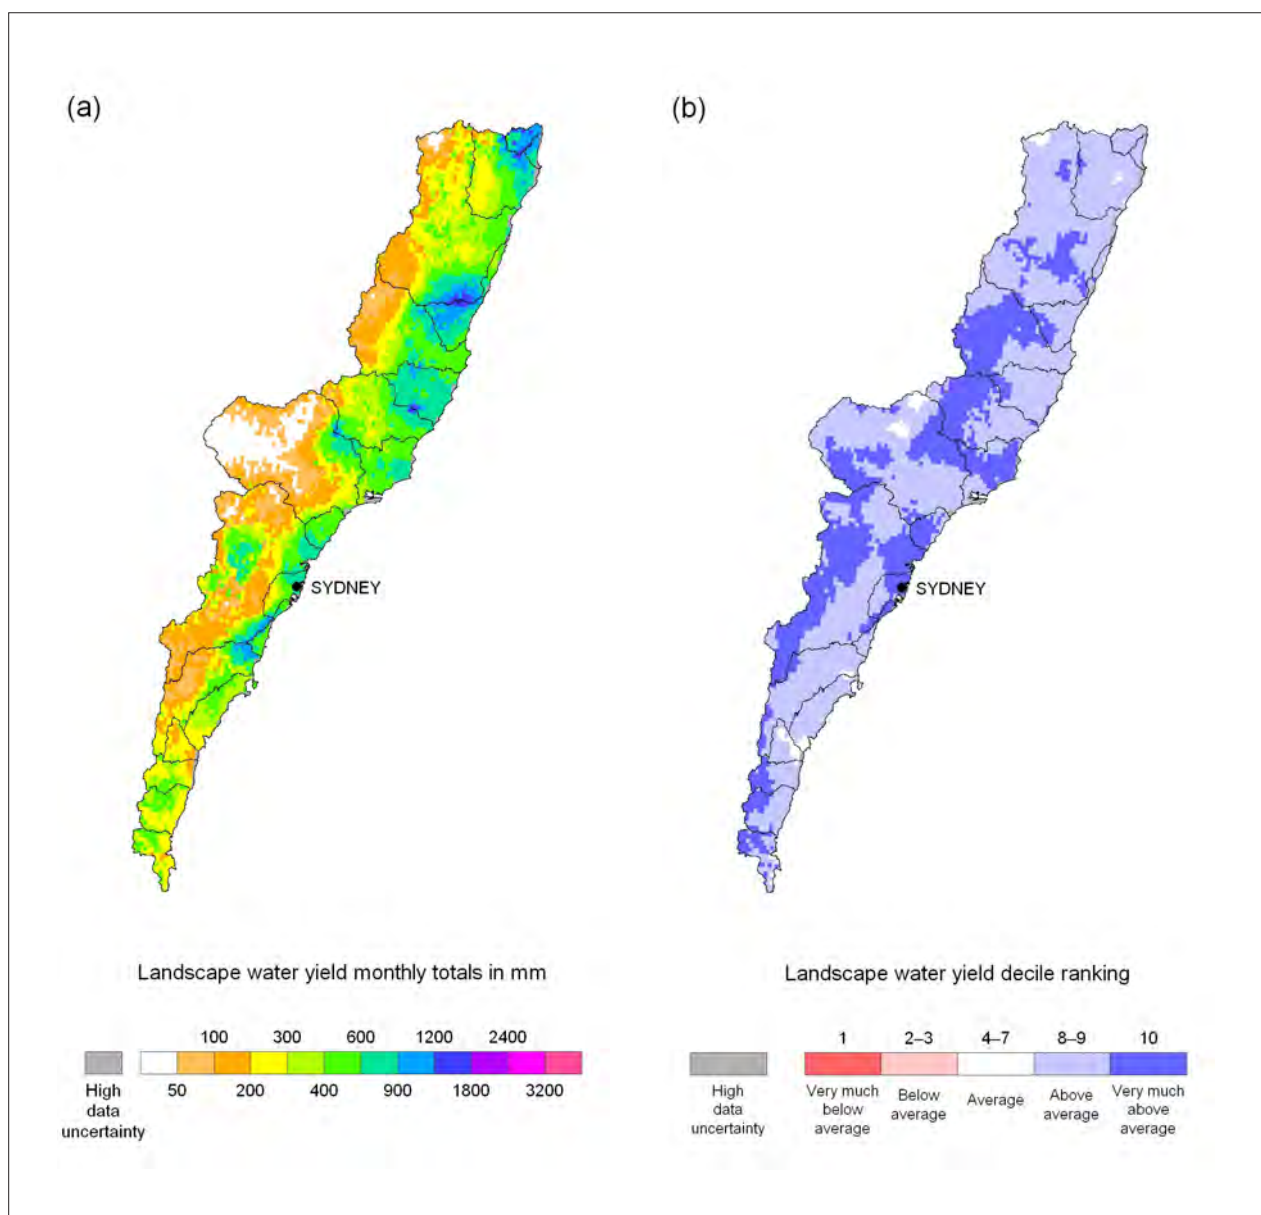 (a)
(b)
SYDNEY
SYDNEY
Landscape water yield monthly totals in mm
100 300 600 1200 2400
50 200 400 900 1800 3200
High
data
uncertainty
Landscape water yield decile ranking
1 2–3 4–7 8–9 10
High
data
uncertainty
Very much
below
average
Below
average
Average
Above
average
Very much
above
average